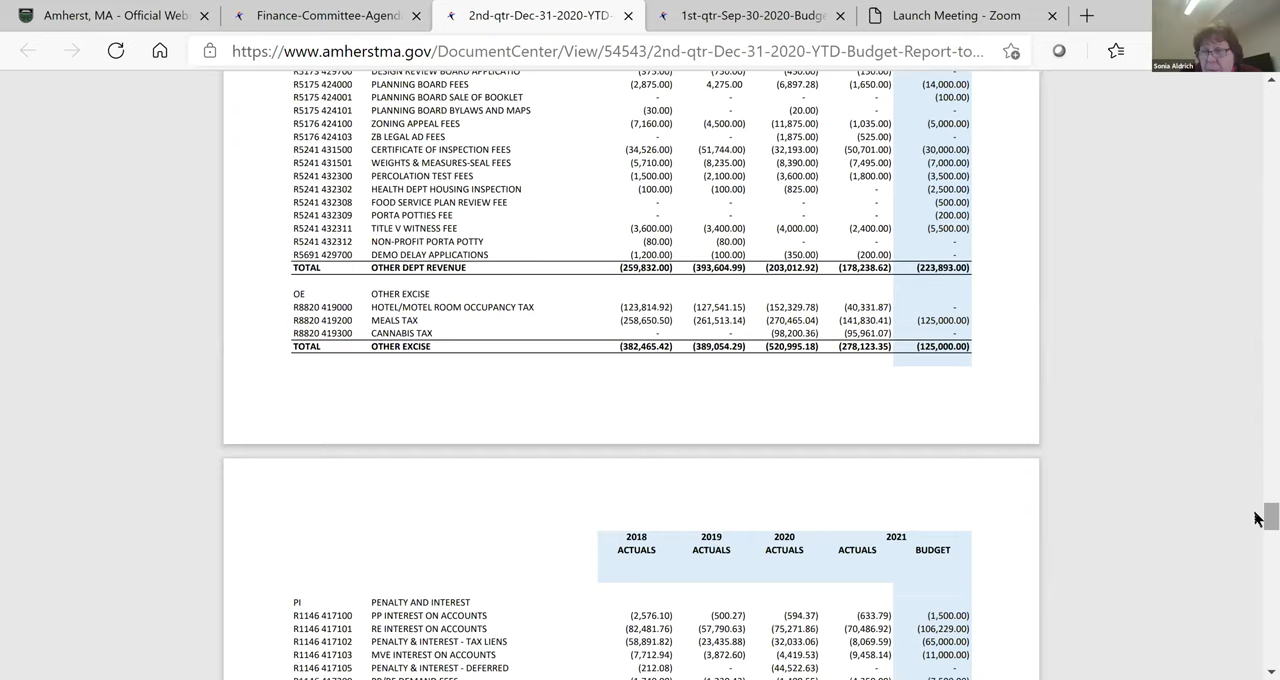 Amherst, MA - Official Web
Finance-Committee-Agend
2nd-qtr-Dec-31-2020-YTD-
1st-qtr-Sep-30-2020-Budge
Launch Meeting - Zoom
https://www.amherstma.gov/DocumentCenter/View/54543/2nd-qtr-Dec-31-2020-YTD-Budget-Report-to...
Sonia Aldrich
R5173 429700 DESIGN REVIEW BOARD APPLICATIO (375.00) (750.00) (450.00) (150.00) -
R5175 424000 PLANNING BOARD FEES (2,875.00) 4,275.00 (6,897.28) (1,650.00) (14,000.00)
R5175 424001 PLANNING BOARD SALE OF BOOKLET - - - - (100.00)
R5175 424101 PLANNING BOARD BYLAWS AND MAPS (30.00) - (20.00) - -
R5176 424100 ZONING APPEAL FEES (7,160.00) (4,500.00) (11,875.00) (1,035.00) (5,000.00)
R5176 424103 ZB LEGAL AD FEES - - (1,875.00) (525.00) -
R5241 431500 CERTIFICATE OF INSPECTION FEES (34,526.00) (51,744.00) (32,193.00) (50,701.00) (30,000.00)
R5241 431501 WEIGHTS & MEASURES-SEAL FEES (5,710.00) (8,235.00) (8,390.00) (7,495.00) (7,000.00)
R5241 432300 PERCOLATION TEST FEES (1,500.00) (2,100.00) (3,600.00) (1,800.00) (3,500.00)
R5241 432302 HEALTH DEPT HOUSING INSPECTION (100.00) (100.00) (825.00) - (2,500.00)
R5241 432308 FOOD SERVICE PLAN REVIEW FEE - - - - (500.00)
R5241 432309 PORTA POTTIES FEE - - - - (200.00)
R5241 432311 TITLE V WITNESS FEE (3,600.00) (3,400.00) (4,000.00) (2,400.00) (5,500.00)
R5241 432312 NON-PROFIT PORTA POTTY (80.00) (80.00) - - -
R5691 429700 DEMO DELAY APPLICATIONS (1,200.00) (100.00) (350.00) (200.00) -
TOTAL OTHER DEPT REVENUE (259,832.00) (393,604.99) (203,012.92) (178,238.62) (223,893.00)
OE OTHER EXCISE
R8820 419000 HOTEL/MOTEL ROOM OCCUPANCY TAX (123,814.92) (127,541.15) (152,329.78) (40,331.87) -
R8820 419200 MEALS TAX (258,650.50) (261,513.14) (270,465.04) (141,830.41) (125,000.00)
R8820 419300 CANNABIS TAX - - (98,200.36) (95,961.07) -
TOTAL OTHER EXCISE (382,465.42) (389,054.29) (520,995.18) (278,123.35) (125,000.00)
2018 2019 2020 2021
ACTUALS ACTUALS ACTUALS ACTUALS BUDGET
PI PENALTY AND INTEREST
R1146 417100 PP INTEREST ON ACCOUNTS (2,576.10) (500.27) (594.37) (633.79) (1,500.00)
R1146 417101 RE INTEREST ON ACCOUNTS (82,481.76) (57,790.63) (75,271.86) (70,486.92) (106,229.00)
R1146 417102 PENALTY & INTEREST - TAX LIENS (58,891.82) (23,435.88) (32,033.06) (8,069.59) (65,000.00)
R1146 417103 MVE INTEREST ON ACCOUNTS (7,712.94) (3,872.60) (4,419.53) (9,458.14) (11,000.00)
R1146 417105 PENALTY & INTEREST - DEFERRED (212.08) - (44,522.63) - -